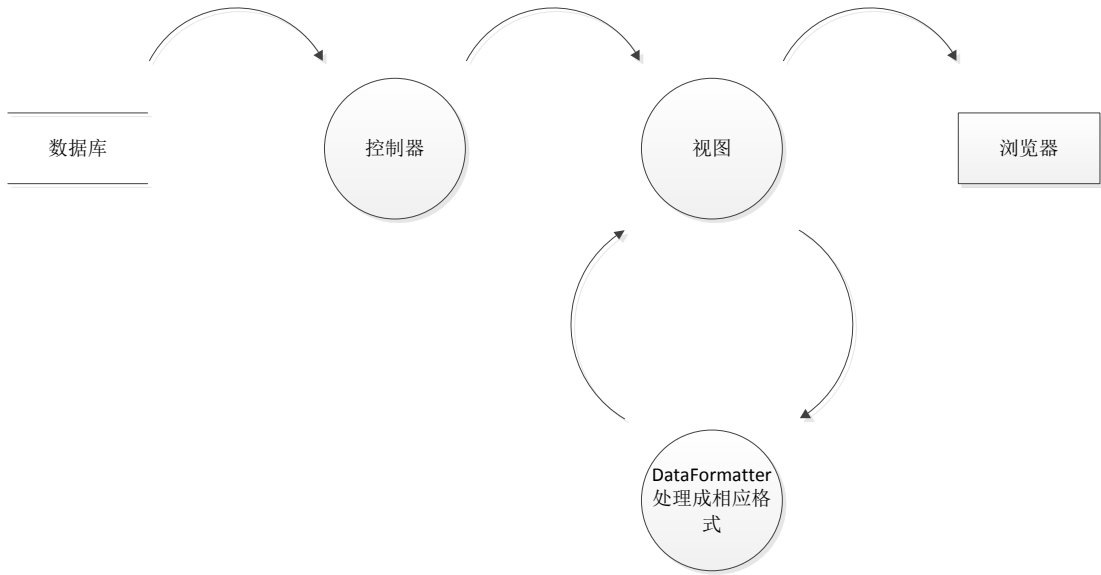 数据库
控制器
视图
浏览器
DataFormatter
处理成相应格
式